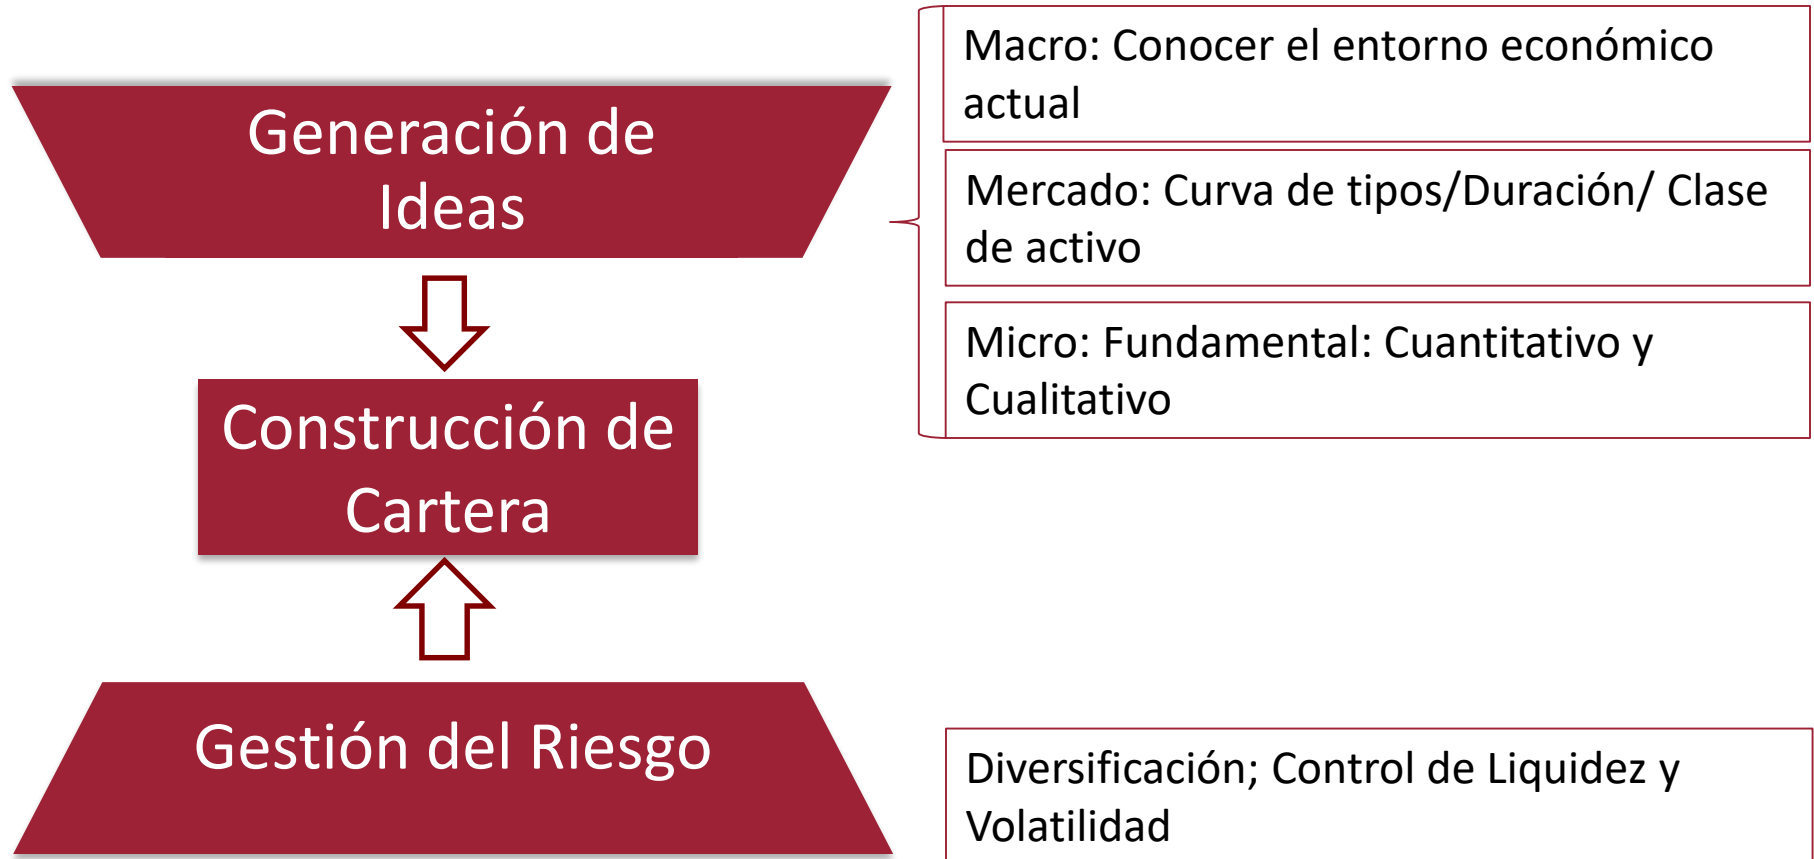 Generación de
Ideas
Macro: Conocer el entorno económico
actual
Mercado: Curva de tipos/Duración/ Clase
de activo
Micro: Fundamental: Cuantitativo y
Cualitativo
Construcción de
Cartera
Gestión del Riesgo
Diversificación; Control de Liquidez y
Volatilidad